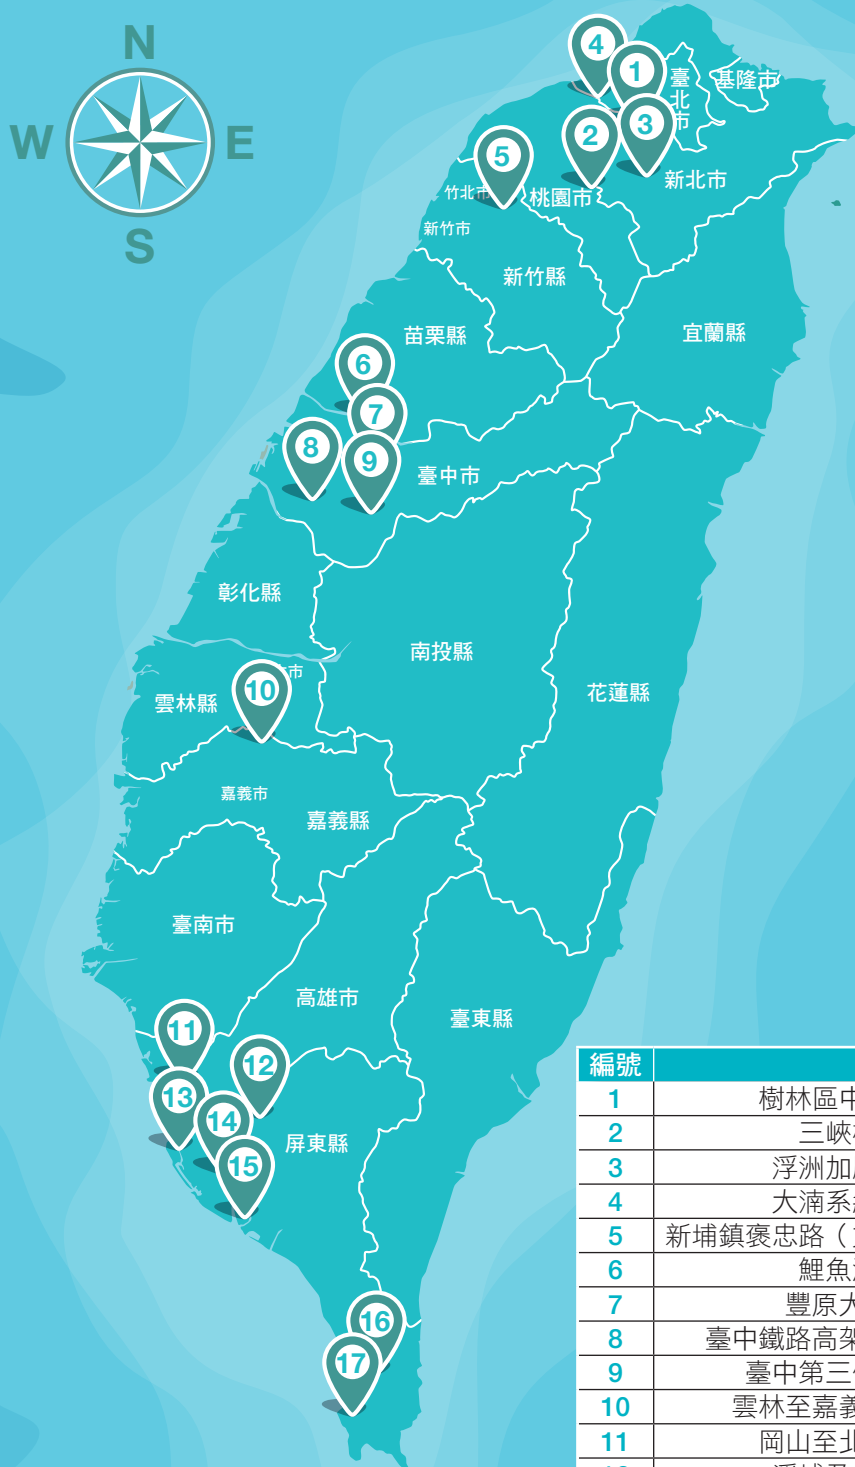 N
W E
S
4
1
臺北市
基隆市
2
3
5
新北市
竹北市
桃園市
新竹市
新竹縣
苗栗縣
宜蘭縣
6
7
8
9
臺中市
彰化縣
南投縣
10
市
雲林縣
花蓮縣
嘉義市
嘉義縣
臺南市
高雄市
臺東縣
11
12
13
14
15
屏東縣
16
17
編號
1 樹林區中
2 三峽
3 浮洲加
4 大湳系
5 新埔鎮褒忠路（
6 鯉魚
7 豐原大
8 臺中鐵路高架
9 臺中第三
10 雲林至嘉義
11 岡山至北